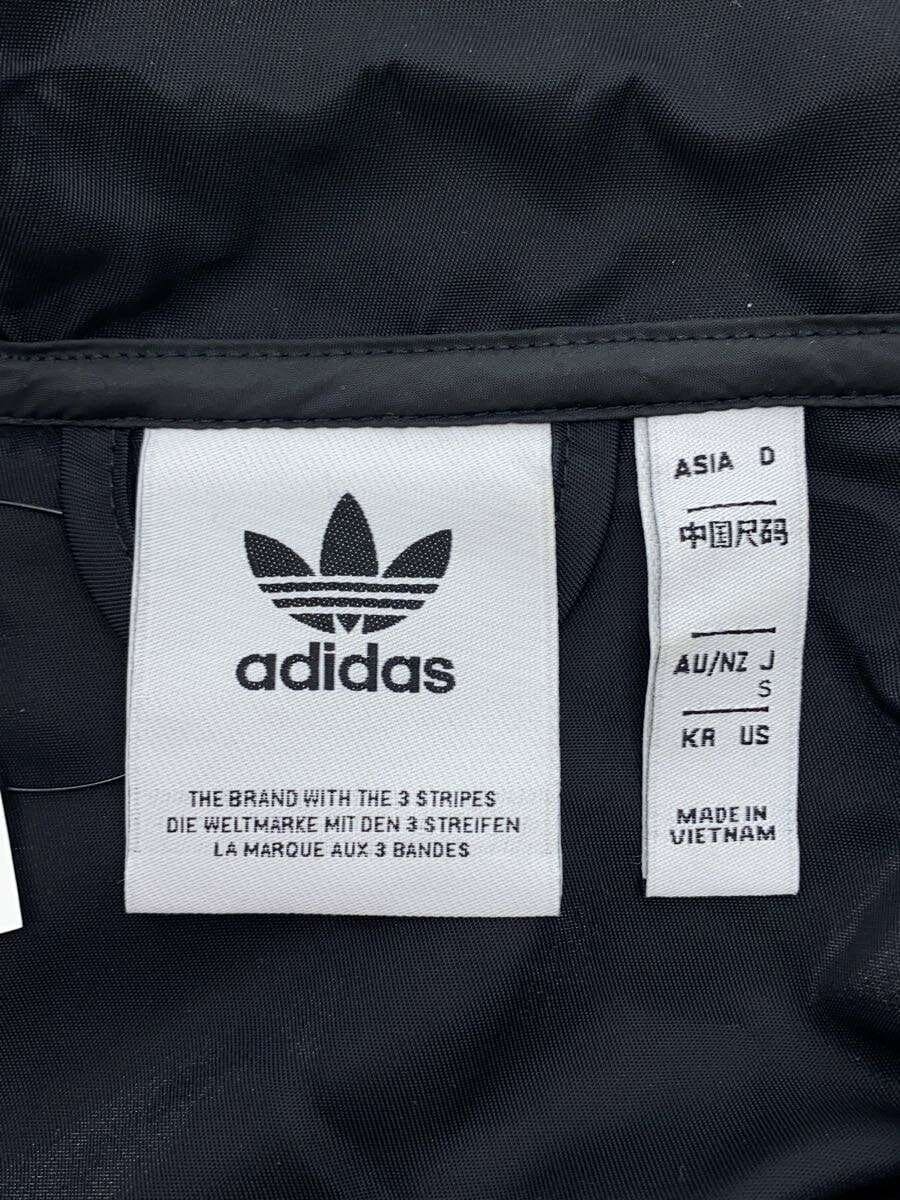 adidas
THE BRAND WITH THE 3 STRIPES
DIE WELTMARKE MIT DEN 3 STREIFEN
LA MARQUE AUX 3 BANDES
ASIA D
中国尺码
AU/NZ J
S
KR US
MADE IN
VIETNAM